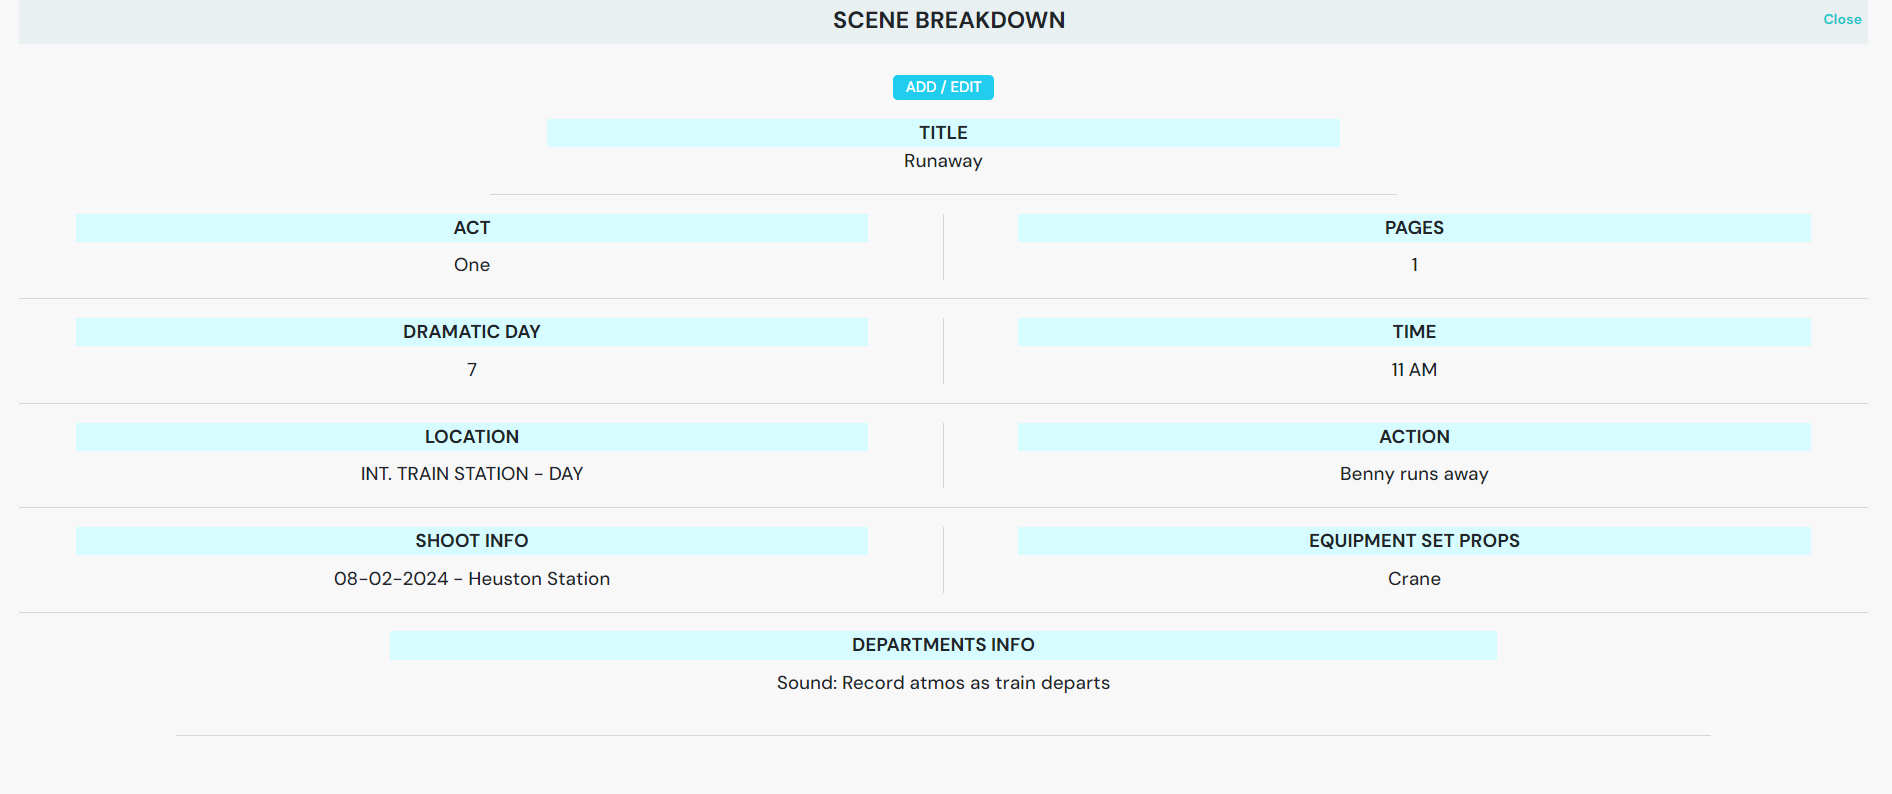 SCENE BREAKDOWN
Close
ADD / EDIT
TITLE
Runaway
ACT
One
PAGES
1
DRAMATIC DAY
7
TIME
11 AM
LOCATION
INT. TRAIN STATION - DAY
ACTION
Benny runs away
SHOOT INFO
08-02-2024 - Heuston Station
EQUIPMENT SET PROPS
Crane
DEPARTMENTS INFO
Sound: Record atmos as train departs